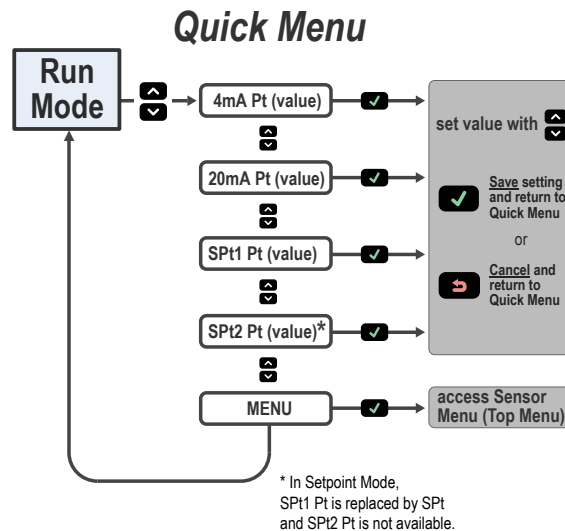 Quick Menu
Run
Mode
4mA Pt (value)
set value with
20mA Pt (value)
Save setting
and return to
Quick Menu
or
SPt1 Pt (value)
Cancel and
return to
Quick Menu
SPt2 Pt (value)*
MENU
access Sensor
Menu (Top Menu)
* In Setpoint Mode,
SPt1 Pt is replaced by SPt
and SPt2 Pt is not available.